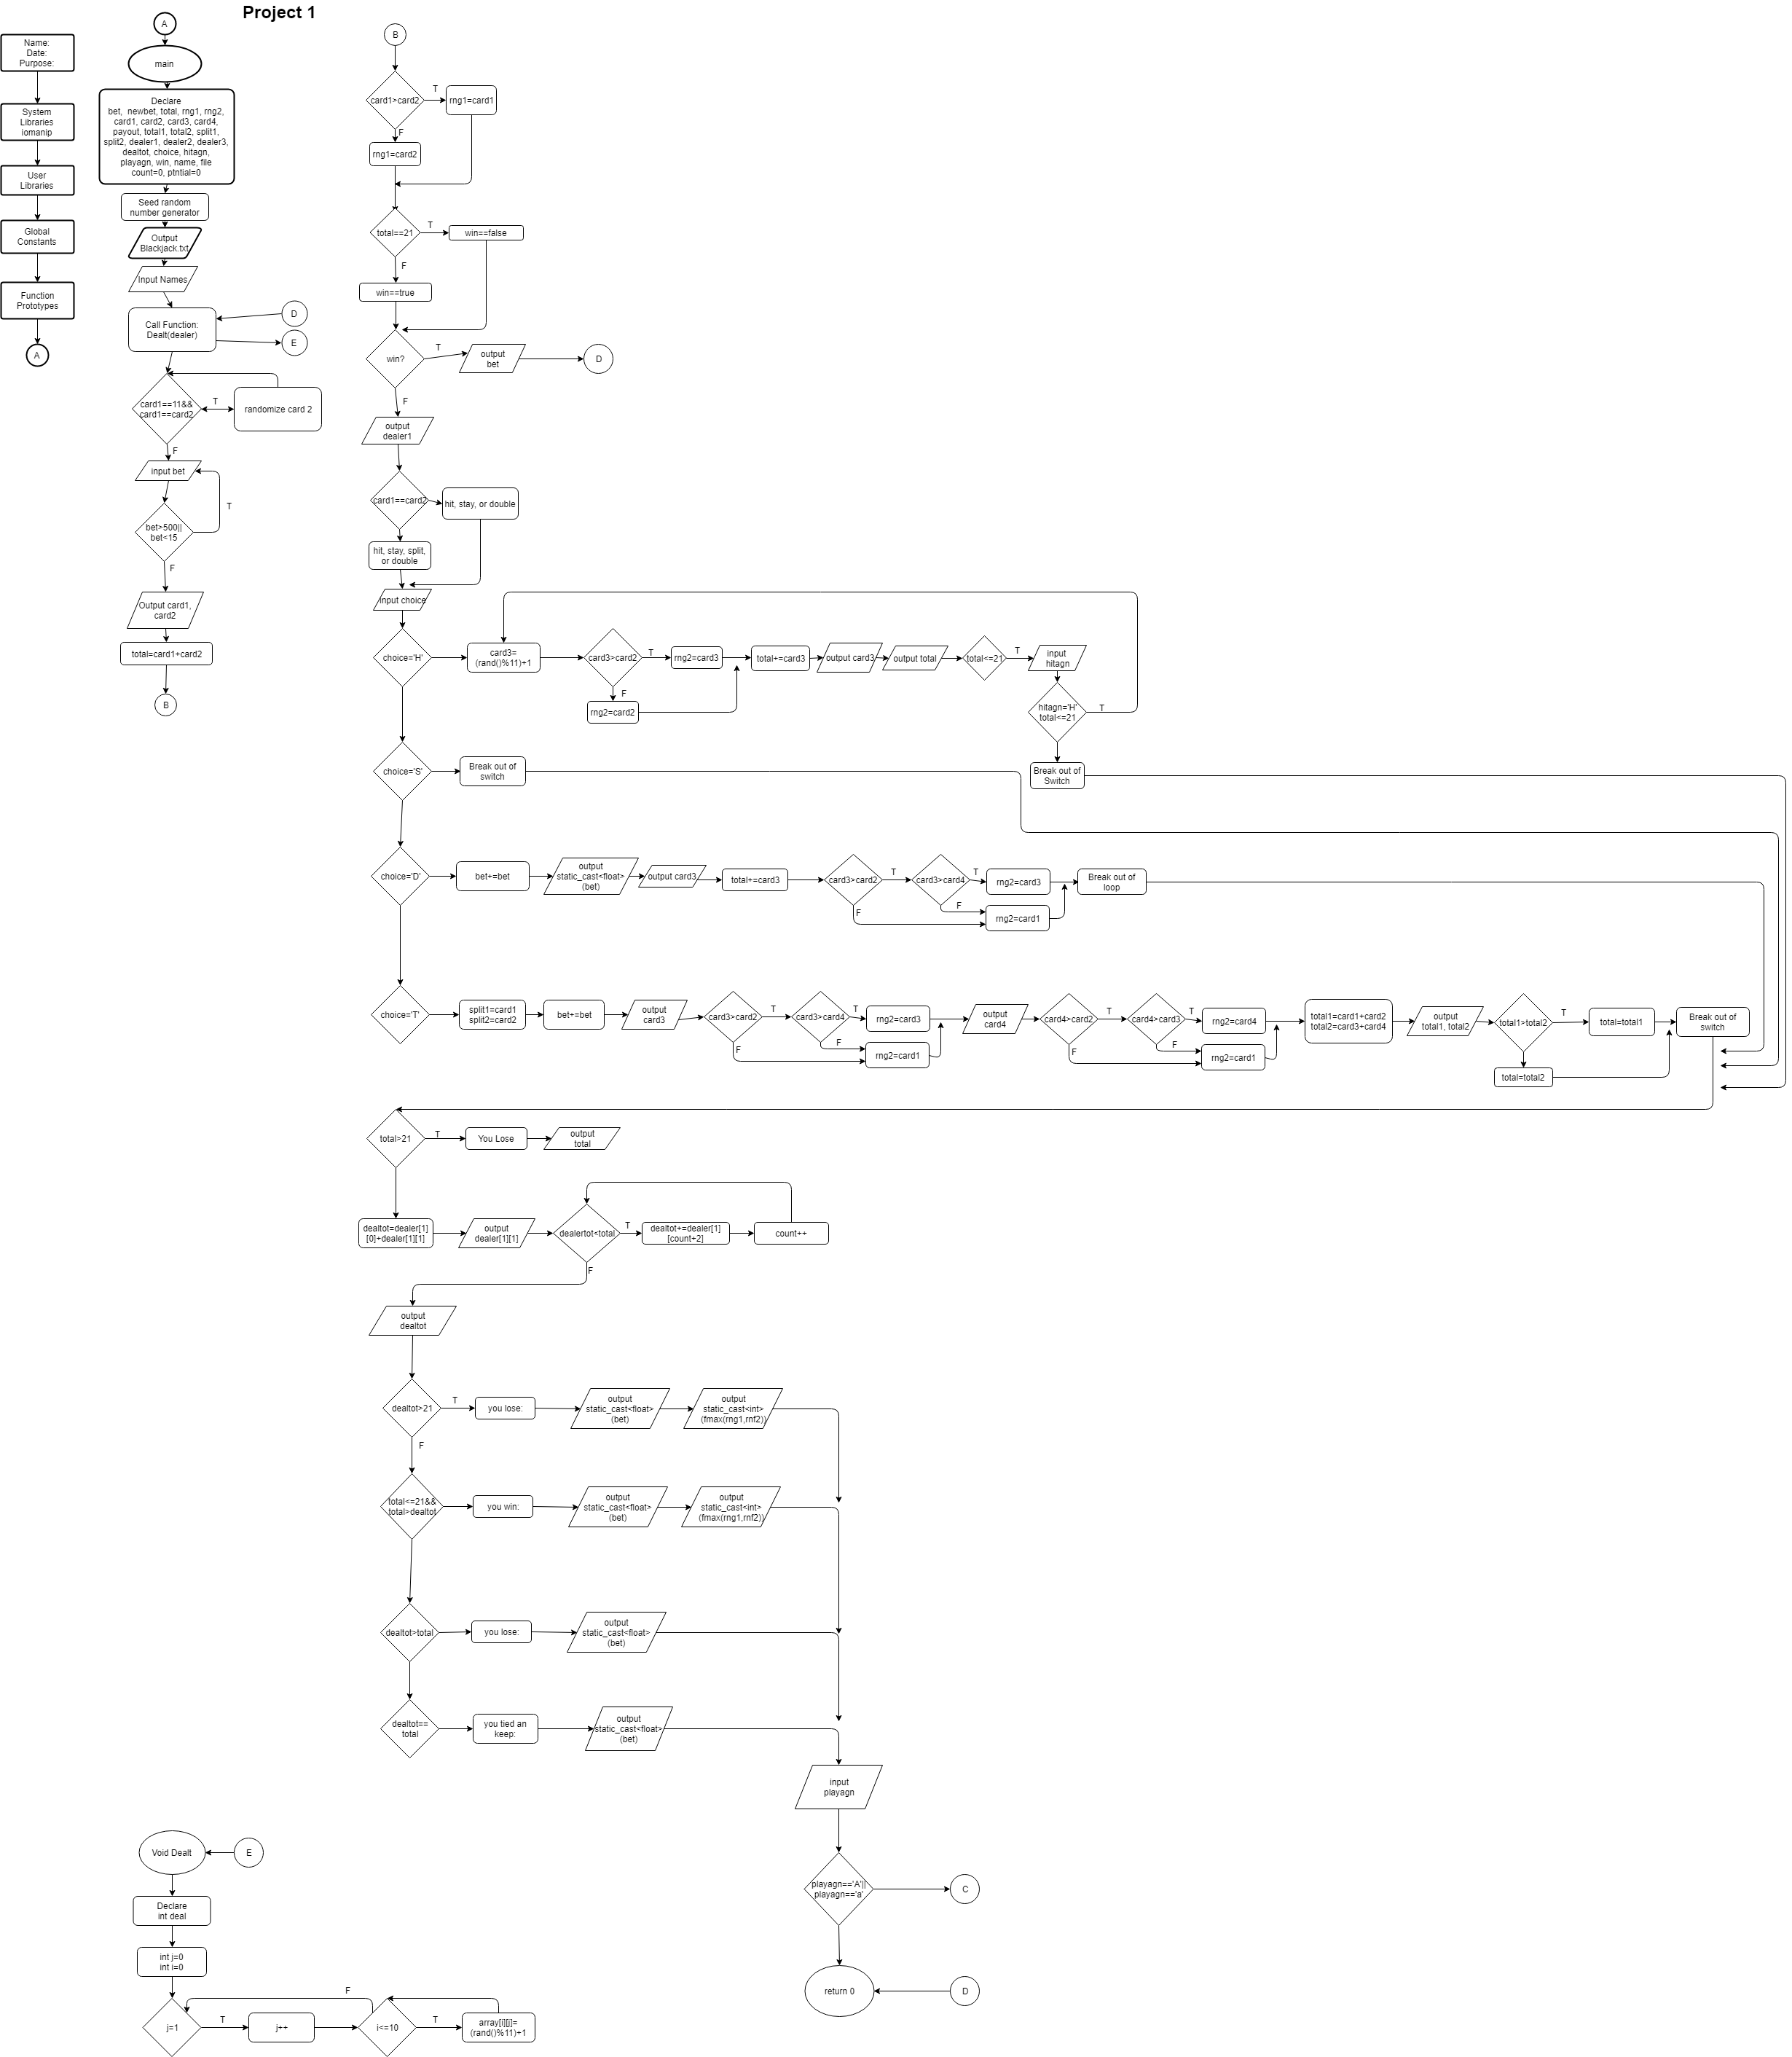 Project 1
Name:
Date:
Purpose:
System
Libraries
iomanip
User
Libraries
Global
Constants
Function
Prototypes
A
A
main
Declare
bet, newbet, total, rng1, rng2,
card1, card2, card3, card4,
payout, total1, total2, split1,
split2, dealer1, dealer2, dealer3,
dealtot, choice, hitagn,
playagn, win, name, file
count=0, ptntial=0
Seed random
number generator
Output
Blackjack.txt
Input Names
Call Function:
Dealt(dealer)
D
E
card1==11&&
card1==card2
T
randomize card 2
F
input bet
T
bet>500||
bet<15
F
Output card1,
card2
total=card1+card2
B
B
card1>card2
T
rng1=card1
F
rng1=card2
total==21
T
win==false
F
win==true
win?
T
output
bet
D
F
output
dealer1
card1==card2
hit, stay, or double
hit, stay, split,
or double
input choice
choice='H'
card3=
(rand()%11)+1
card3>card2
T
rng2=card3
F
rng2=card2
total+=card3
output card3
output total
total<=21
T
input
hitagn
hitagn='H'
total<=21
T
Break out of
Switch
choice='S'
Break out of
switch
choice='D'
bet+=bet
output
static_cast<float>
(bet)
output card3
total+=card3
card3>card2
T
card3>card4
T
rng2=card3
F
F
rng2=card1
Break out of
loop
choice='T'
split1=card1
split2=card2
bet+=bet
output
card3
card3>card2
T
card3>card4
T
rng2=card3
F
F
rng2=card1
output
card4
card4>card2
T
card4>card3
T
rng2=card4
F
F
rng2=card1
total1=card1+card2
total2=card3+card4
output
total1, total2
total1>total2
T
total=total1
total=total2
Break out of
switch
total>21
T
You Lose
output
total
dealtot=dealer[1]
[0]+dealer[1][1]
output
dealer[1][1]
dealertot<total
T
dealtot+=dealer[1]
[count+2]
count++
F
output
dealtot
dealtot>21
T
you lose:
output
static_cast<float>
(bet)
output
static_cast<int>
(fmax(rng1,rnf2))
F
total<=21&&
total>dealtot
you win:
output
static_cast<float>
(bet)
output
static_cast<int>
(fmax(rng1,rnf2))
dealtot>total
you lose:
output
static_cast<float>
(bet)
dealtot==
total
you tied an
keep:
output
static_cast<float>
(bet)
input
playagn
playagn=='A'||
playagn=='a'
C
return 0
D
Void Dealt
E
Declare
int deal
int j=0
int i=0
j=1
T
j++
F
i<=10
T
array[i][j]=
(rand()%11)+1